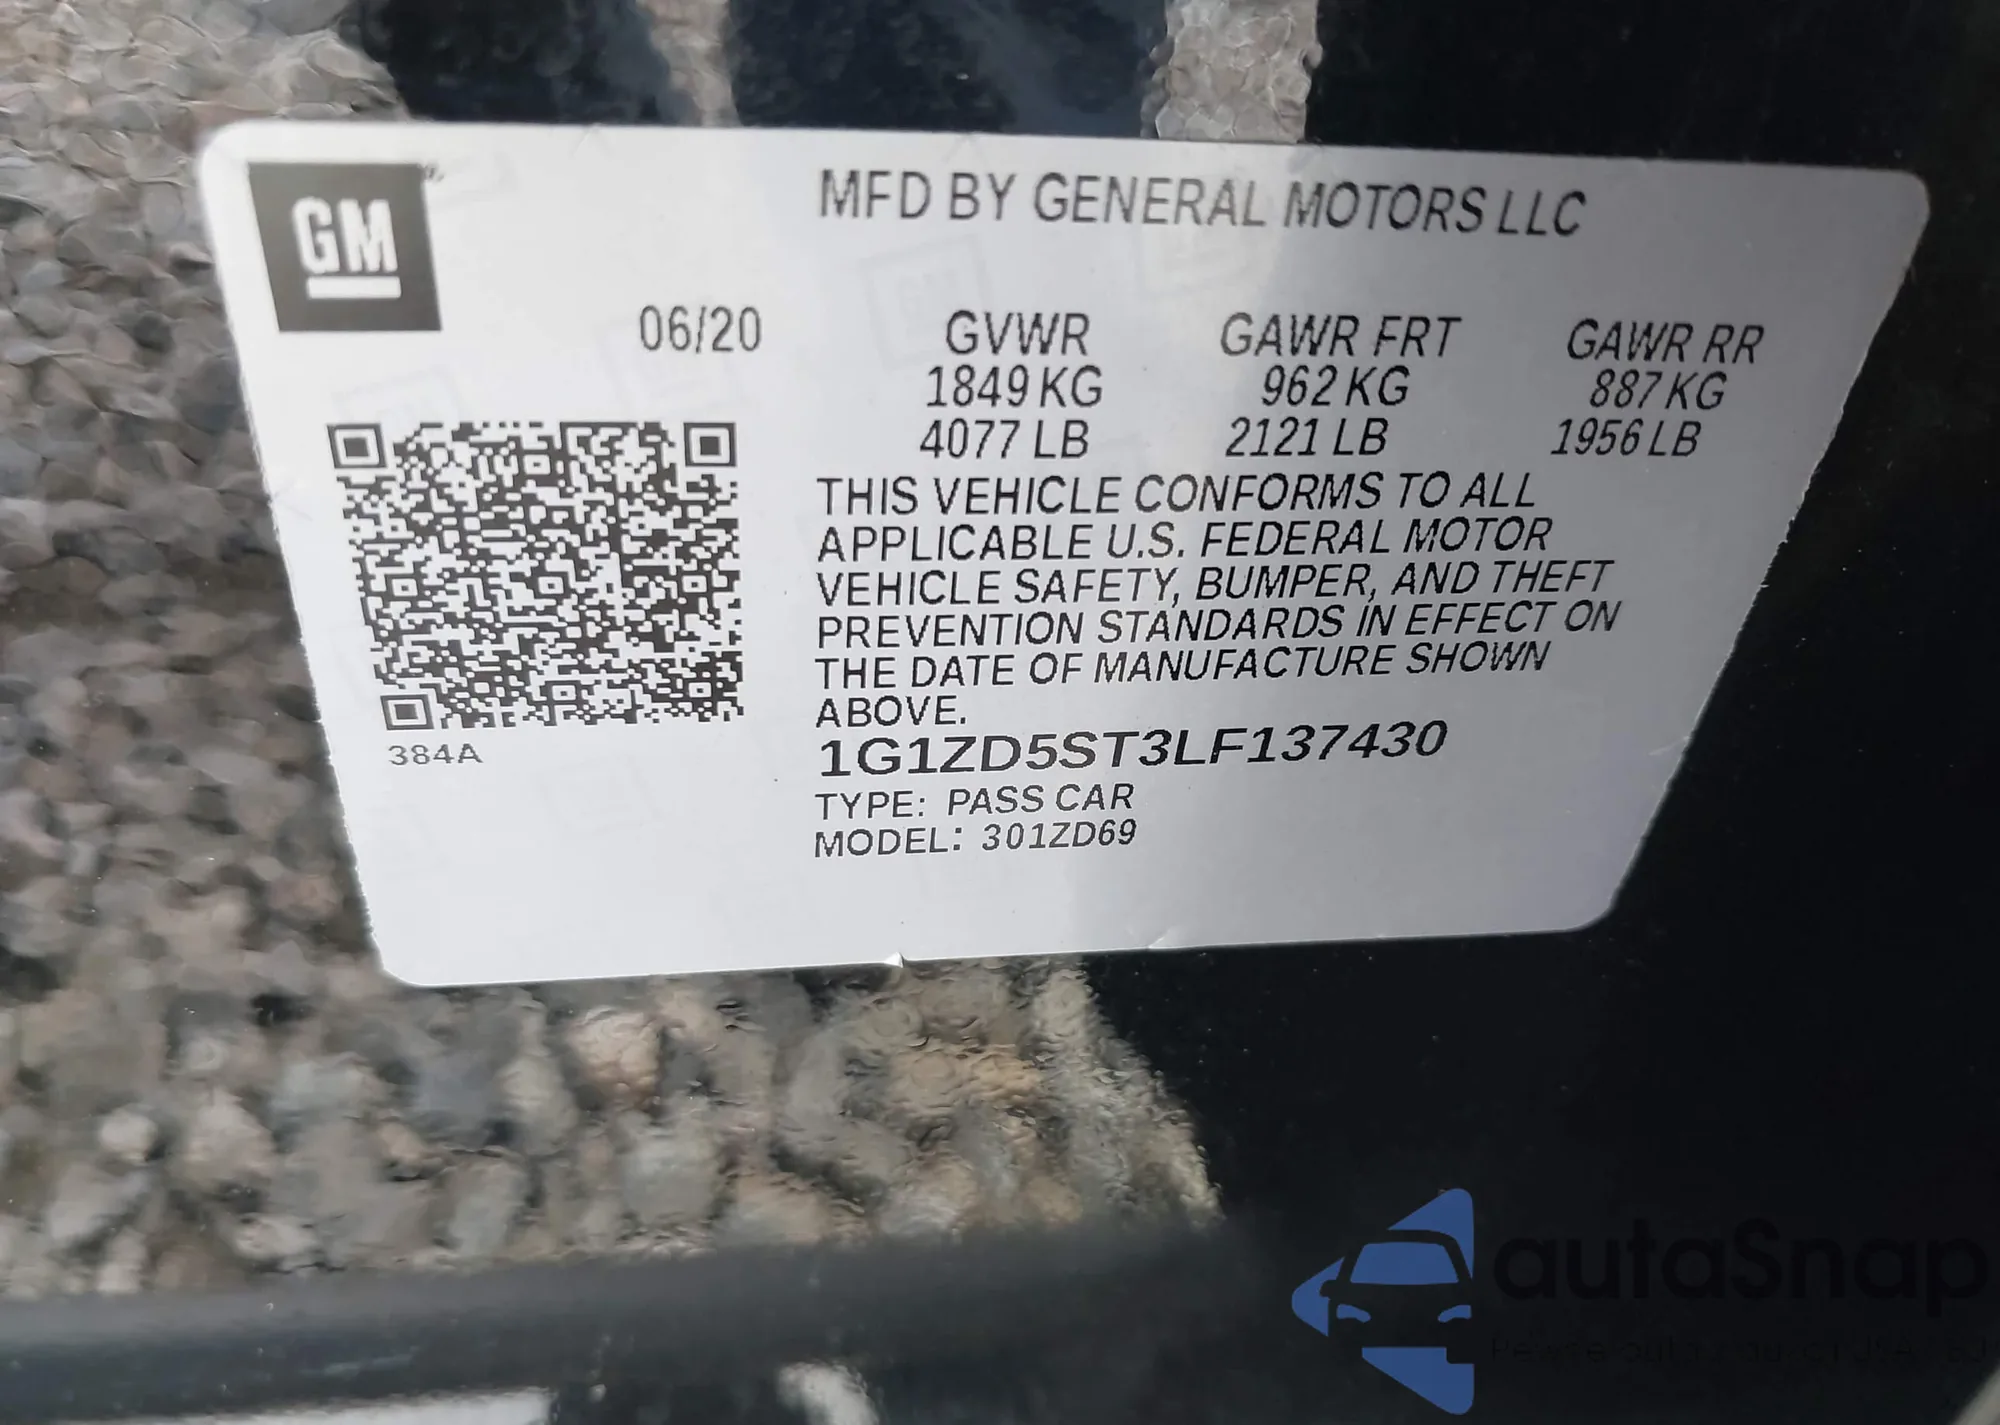 GM
MFD BY GENERAL MOTORS LLC
06/20
GVWR GAWR FRT GAWR RR
1849 KG 962 KG 887 KG
4077 LB 2121 LB 1956 LB
THIS VEHICLE CONFORMS TO ALL
APPLICABLE U.S. FEDERAL MOTOR
VEHICLE SAFETY, BUMPER, AND THEFT
PREVENTION STANDARDS IN EFFECT ON
THE DATE OF MANUFACTURE SHOWN
ABOVE.
384A
1G1ZD5ST3LF137430
TYPE: PASS CAR
MODEL: 301ZD69
autaSnap